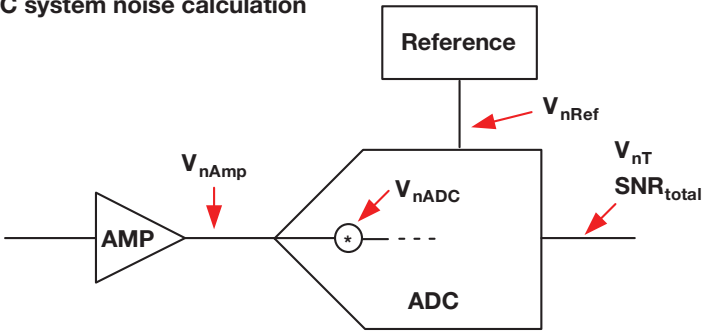 C system noise calculation
Reference
VnRef
VnAmp
VnADC
VnT
SNRtotal
AMP
*
ADC